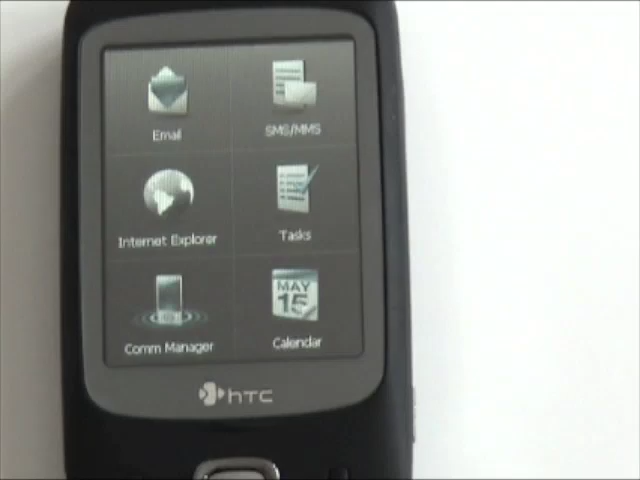 Email
SMS/MMS
Internet Explorer
Tasks
MAY
15
Comm Manager
Calendar
hTC